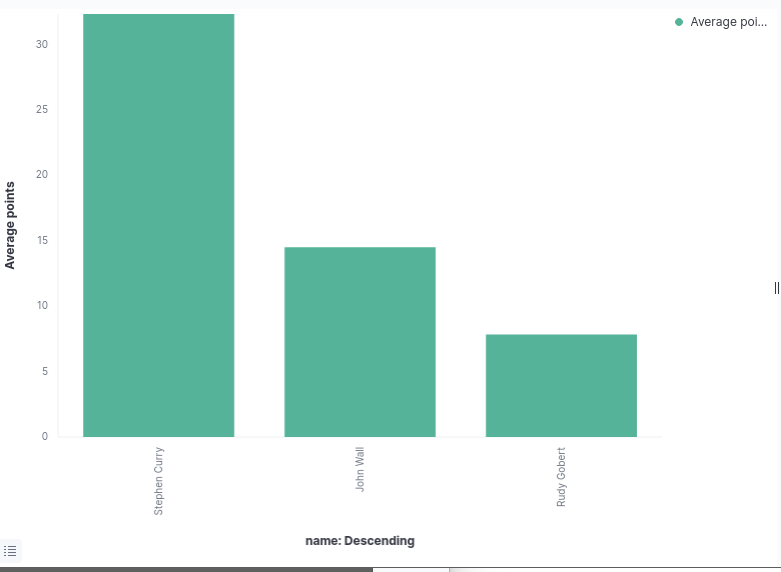 Average poi...
30
25
20
15
10
5
0
Average points
Stephen Curry
John Wall
Rudy Gobert
name: Descending